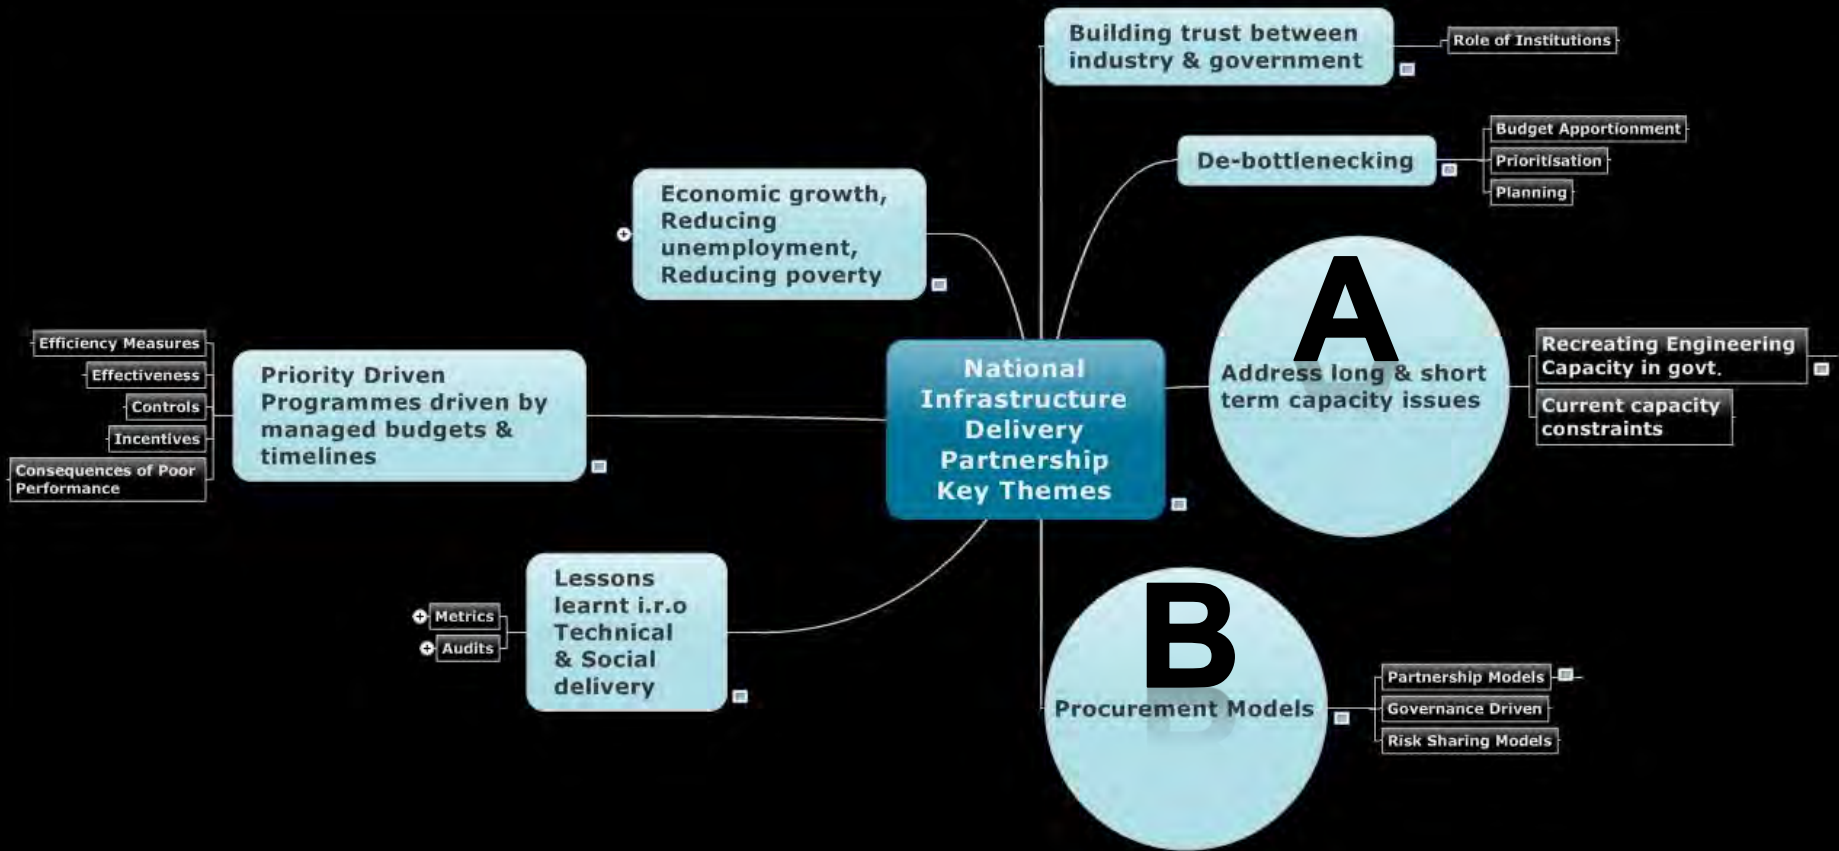 Building trust between
industry & government
Role of Institutions
De-bottlenecking
Budget Apportionment
Prioritisation
Planning
Economic growth,
Reducing
unemployment,
Reducing poverty
A
Address long & short
term capacity issues
Recreating Engineering
Capacity in govt.
Current capacity
constraints
National
Infrastructure
Delivery
Partnership
Key Themes
Priority Driven
Programmes driven by
managed budgets &
timelines
Efficiency Measures
Effectiveness
Controls
Incentives
Consequences of Poor
Performance
Lessons
learnt i.r.o
Technical
& Social
delivery
Metrics
Audits
B
Procurement Models
Partnership Models
Governance Driven
Risk Sharing Models